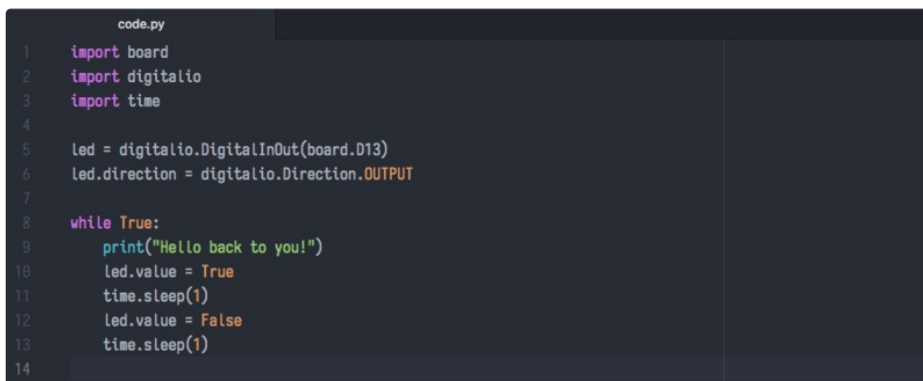 code.py
1 import board
2 import digitalio
3 import time
4
5 led = digitalio.DigitalInOut(board.D13)
6 led.direction = digitalio.Direction.OUTPUT
7
8 while True:
9     print("Hello back to you!")
10     led.value = True
11     time.sleep(1)
12     led.value = False
13     time.sleep(1)
14